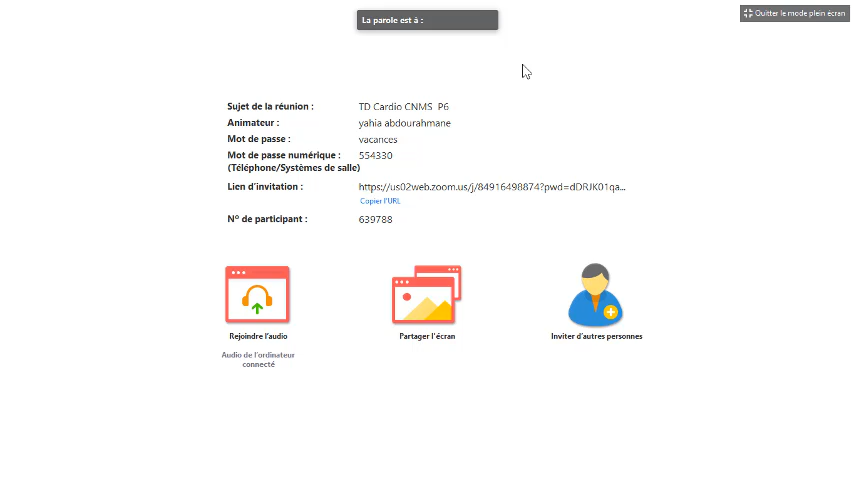 La parole est à :
Quitter le mode plein écran
Sujet de la réunion : TD Cardio CNMS P6
Animateur : yahia abdourahmane
Mot de passe : vacances
Mot de passe numérique : 554330
(Téléphone/Systèmes de salle)
Lien d'invitation : https://us02web.zoom.us/j/84916498874?pwd=dDRJK01qa...
Copier l'URL
Nº de participant : 639788
Rejoindre l'audio
Partager l'écran
Inviter d'autres personnes
Audio de l'ordinateur
connecté